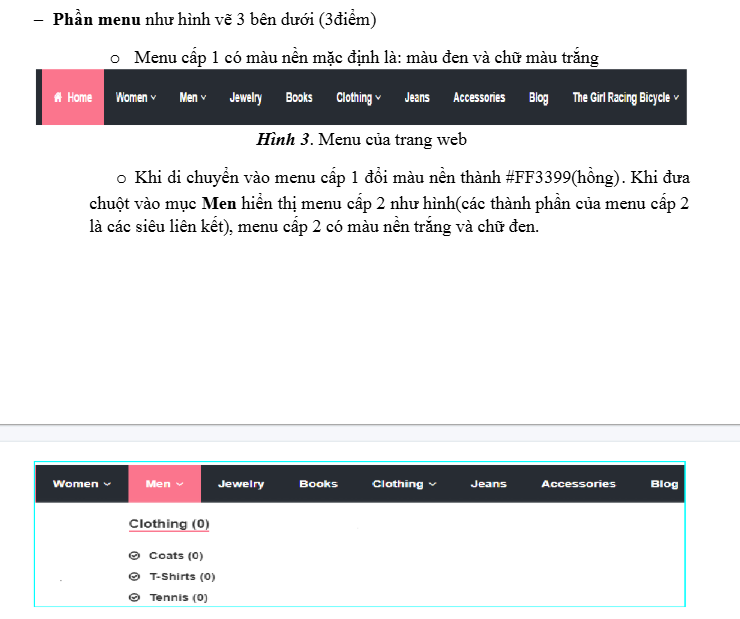 – Phần menu như hình vẽ 3 bên dưới (3điểm)
o Menu cấp 1 có màu nền mặc định là: màu đen và chữ màu trắng
Home Women Men Jewelry Books Clothing Jeans Accessories Blog The Girl Racing Bicycle
Hình 3. Menu của trang web
o Khi di chuyển vào menu cấp 1 đổi màu nền thành #FF3399(hồng). Khi đưa
chuột vào mục Men hiển thị menu cấp 2 như hình(các thành phần của menu cấp 2
là các siêu liên kết), menu cấp 2 có màu nền trắng và chữ đen.
Women Men Jewelry Books Clothing Jeans Accessories Blog
Clothing (0)
Coats (0)
T-Shirts (0)
Tennis (0)